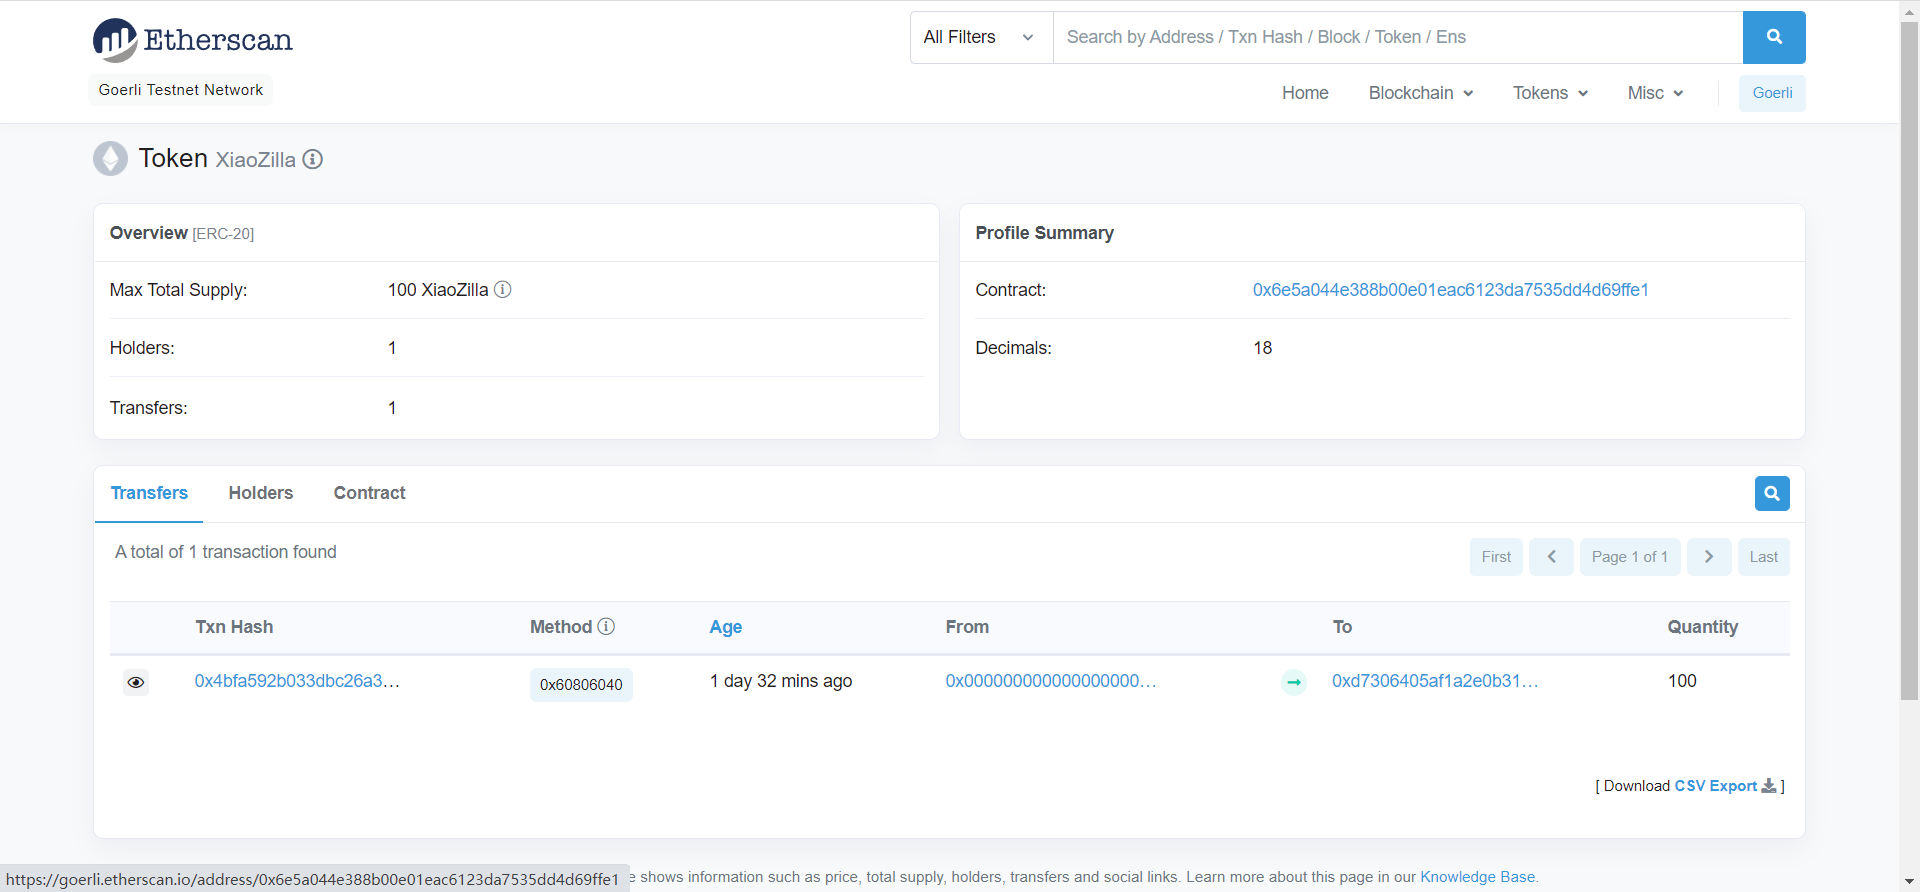 Etherscan
All Filters
Search by Address / Txn Hash / Block / Token / Ens
Goerli Testnet Network
Home Blockchain Tokens Misc Goerli
Token XiaoZilla
Overview [ERC-20]
Max Total Supply: 100 XiaoZilla
Holders: 1
Transfers: 1
Profile Summary
Contract: 0x6e5a044e388b00e01eac6123da7535dd4d69ffe1
Decimals: 18
Transfers Holders Contract
A total of 1 transaction found
First Page 1 of 1 Last
Txn Hash Method Age From To Quantity
0x4bfa592b033dbc26a3... 0x60806040 1 day 32 mins ago 0x000000000000000000... 0xd7306405af1a2e0b31... 100
[ Download CSV Export ]
https://goerli.etherscan.io/address/0x6e5a044e388b00e01eac6123da7535dd4d69ffe1
e shows information such as price, total supply, holders, transfers and social links. Learn more about this page in our Knowledge Base.